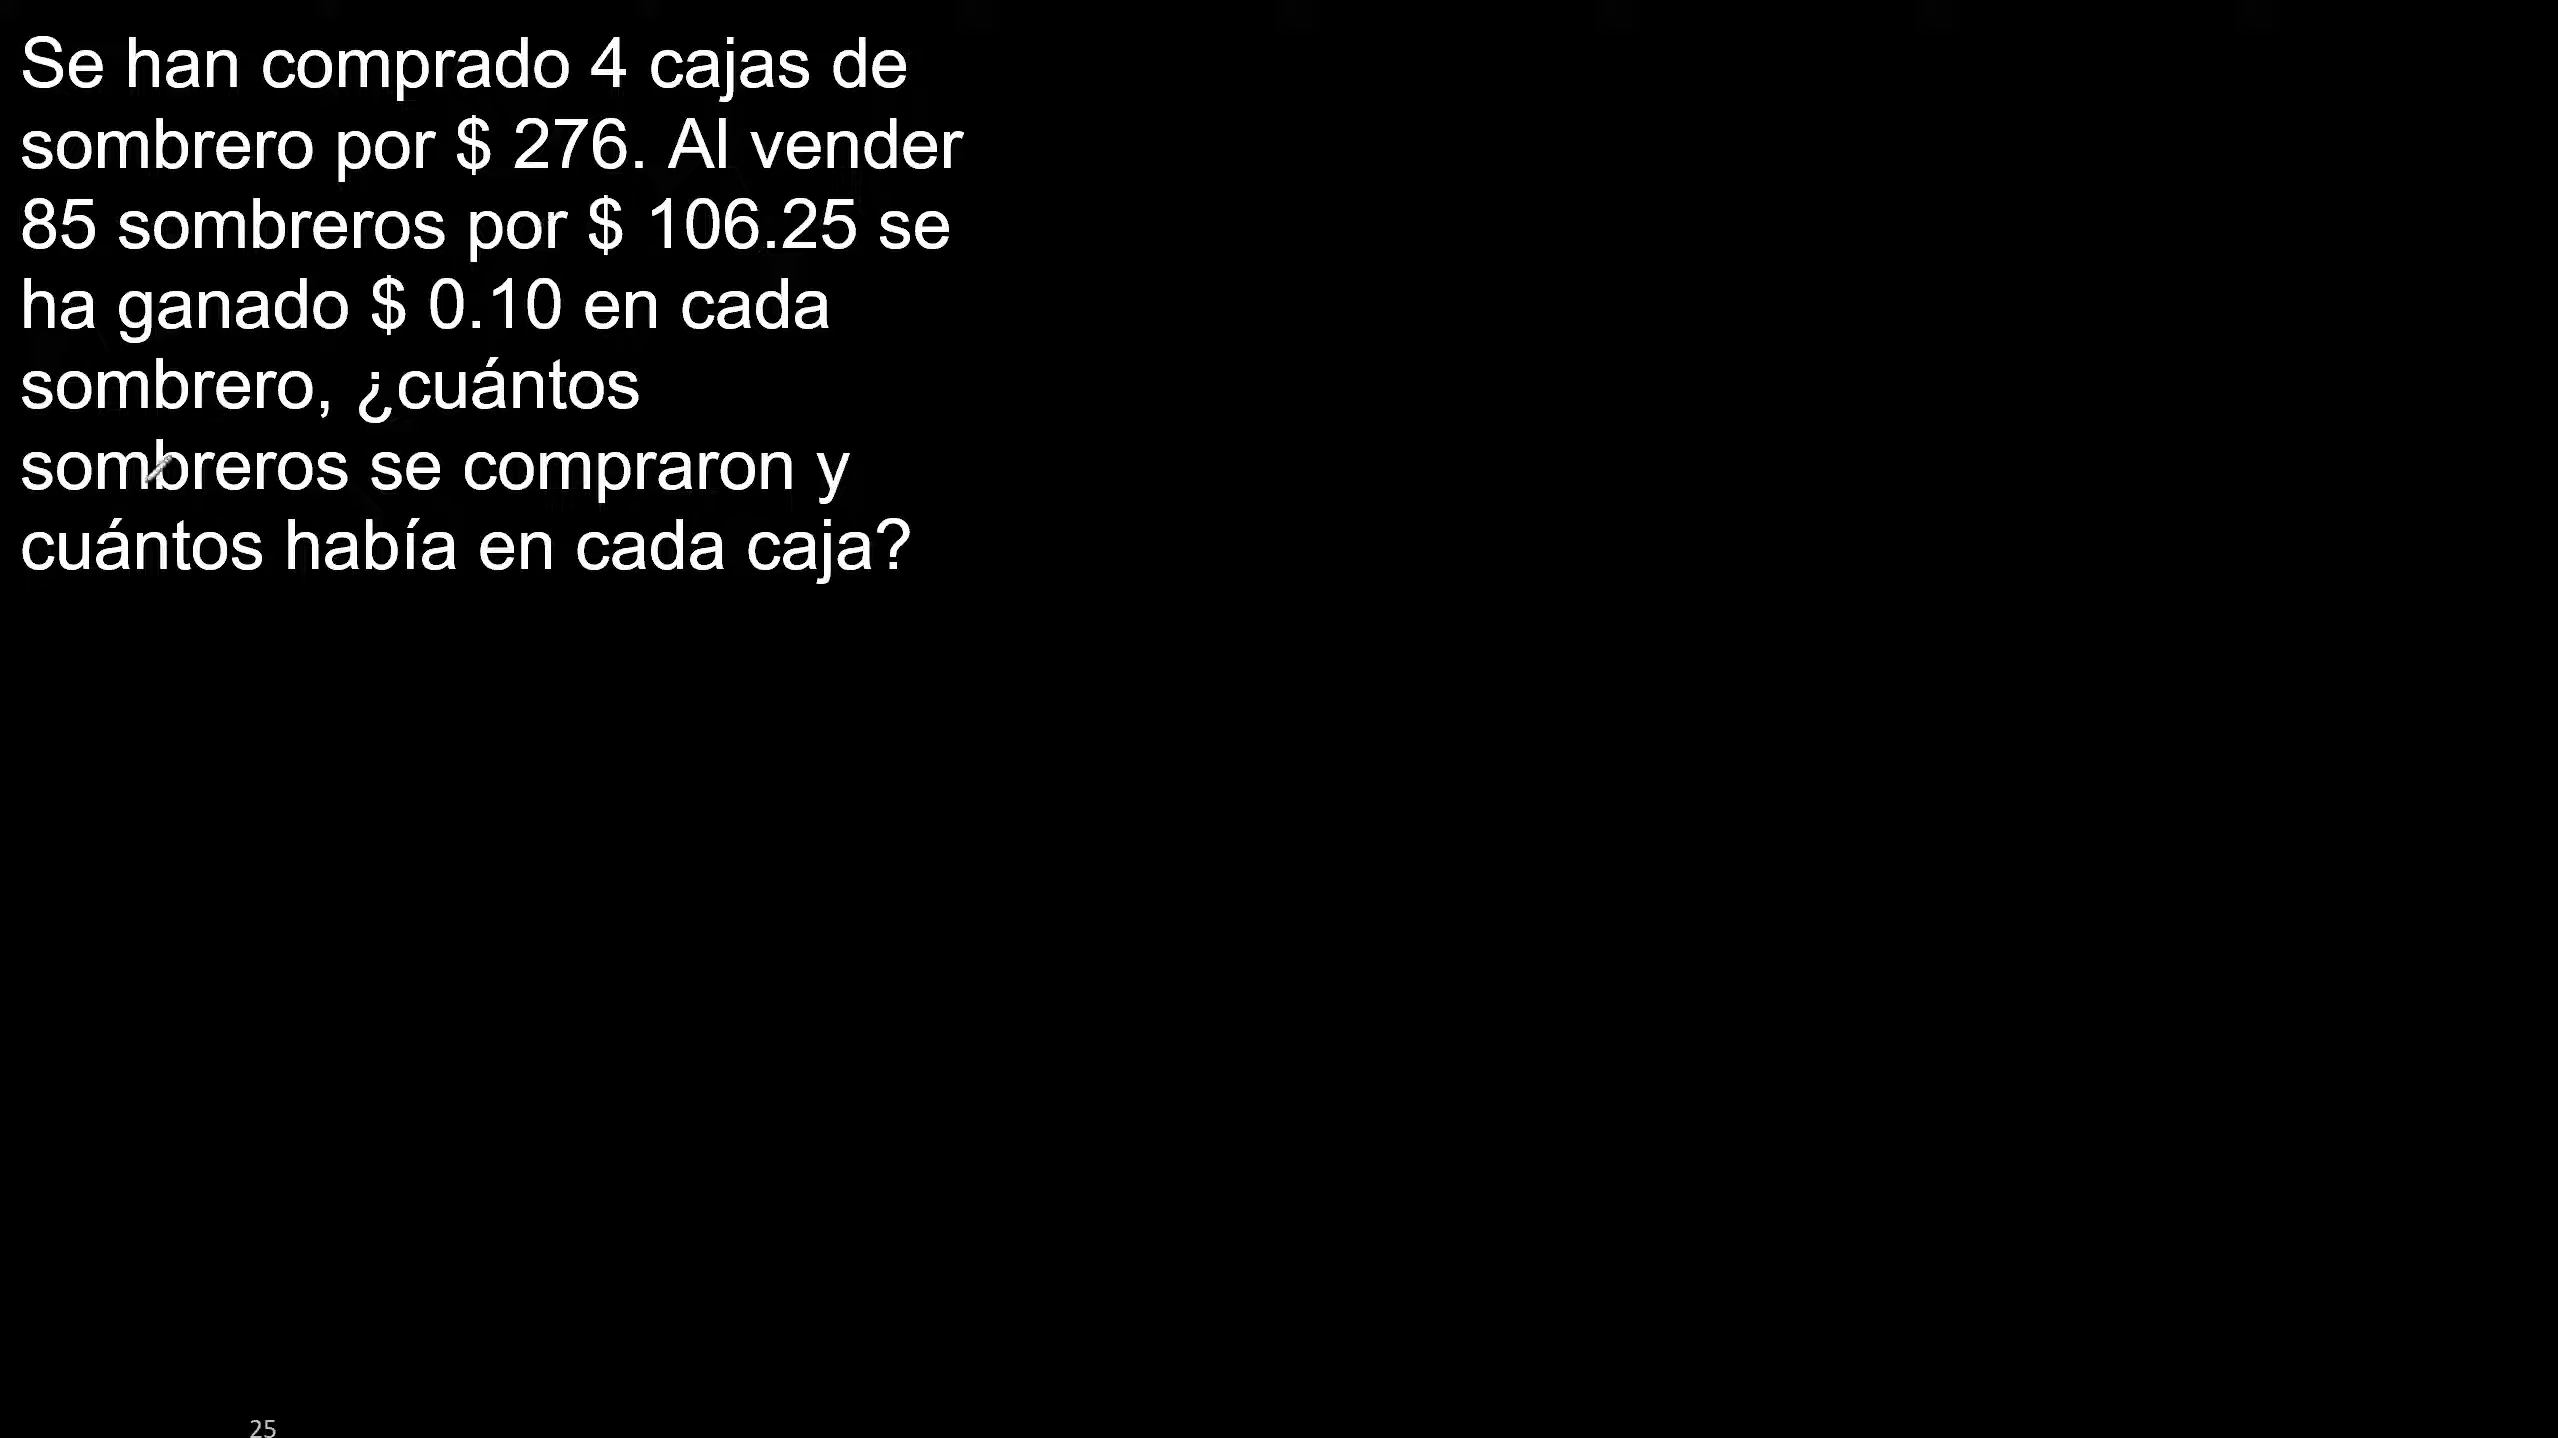 Se han comprado 4 cajas de
sombrero por $ 276. Al vender
85 sombreros por $ 106.25 se
ha ganado $ 0.10 en cada
sombrero, ¿cuántos
sombreros se compraron y
cuántos había en cada caja?
25